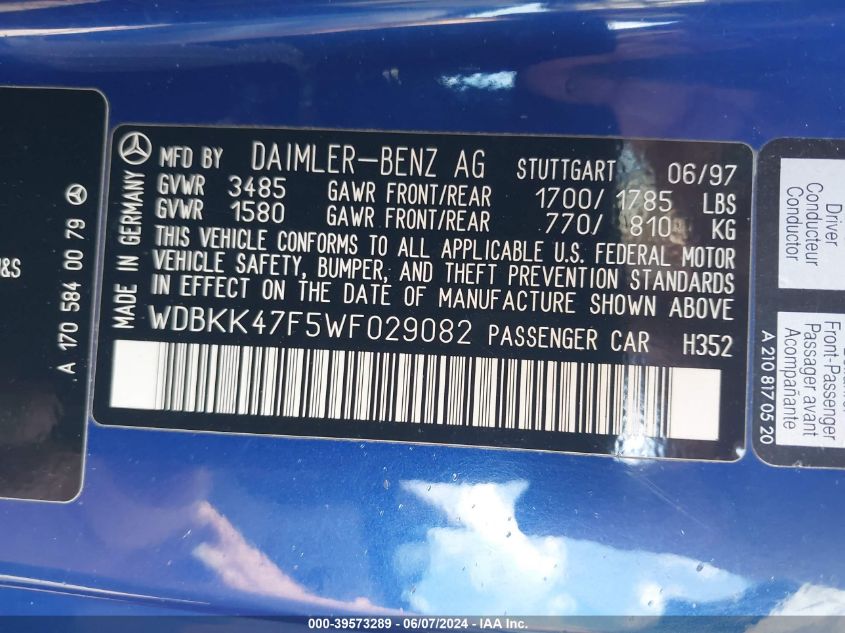 &S
A 170 584 00 79
MADE IN GERMANY
MFD BY DAIMLER-BENZ AG STUTTGART 06/97
GVWR 3485 GAWR FRONT/REAR 1700/1785 LBS
GVWR 1580 GAWR FRONT/REAR 770/ 810 KG
THIS VEHICLE CONFORMS TO ALL APPLICABLE U.S. FEDERAL MOTOR
VEHICLE SAFETY, BUMPER, AND THEFT PREVENTION STANDARDS
IN EFFECT ON THE DATE OF MANUFACTURE SHOWN ABOVE
WDBKK47F5WF029082 PASSENGER CAR H352
Driver
Conducteur
Conductor
Front-Passenger
Passager avant
Acompañante
A 210 817 05 20
000-39573289 - 06/07/2024 - IAA Inc.